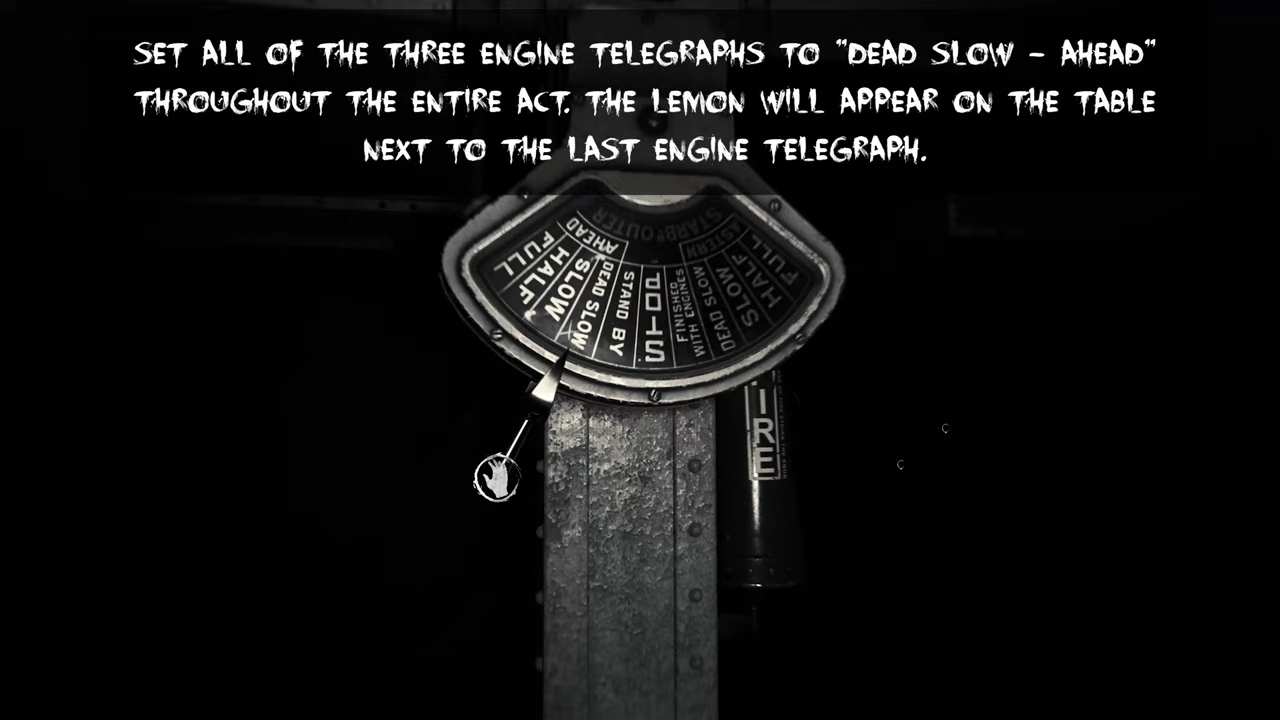 SET ALL OF THE THREE ENGINE TELEGRAPHS TO "DEAD SLOW - AHEAD"
THROUGHOUT THE ENTIRE ACT. THE LEMON WILL APPEAR ON THE TABLE
NEXT TO THE LAST ENGINE TELEGRAPH.
STARBD OUTER
AHEAD
ASTERN
FULL
HALF
SLOW
DEAD SLOW
STAND BY
STOP
FINISHED
WITH ENGINES
DEAD SLOW
SLOW
HALF
FULL
IRE